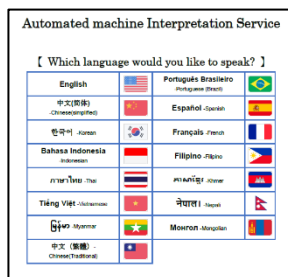 Automated machine Interpretation Service
【 Which language would you like to speak? 】
English
Português Brasileiro
-Portuguese (Brazil)
中文(简体)
-Chinese(simplified)
Español -Spanish
한국어 -Korean
Français -French
Bahasa Indonesia
-Indonesian
Filipino -Filipino
ภาษาไทย -Thai
ភាសាខ្មែរ -Khmer
Tiếng Việt -Vietnamese
नेपाली -Nepali
မြန်မာ -Myanmar
Монгол -Mongolian
中文（繁體） -
Chinese(Traditional)